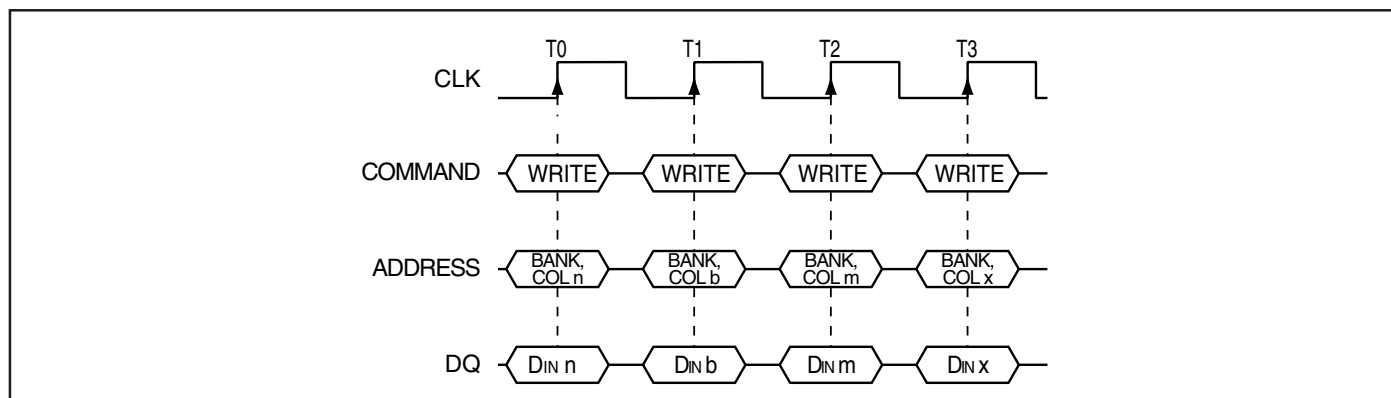 T0 T1 T2 T3
CLK
COMMAND WRITE WRITE WRITE WRITE
ADDRESS BANK, COL n BANK, COL b BANK, COL m BANK, COL x
DQ DIN n DIN b DIN m DIN x